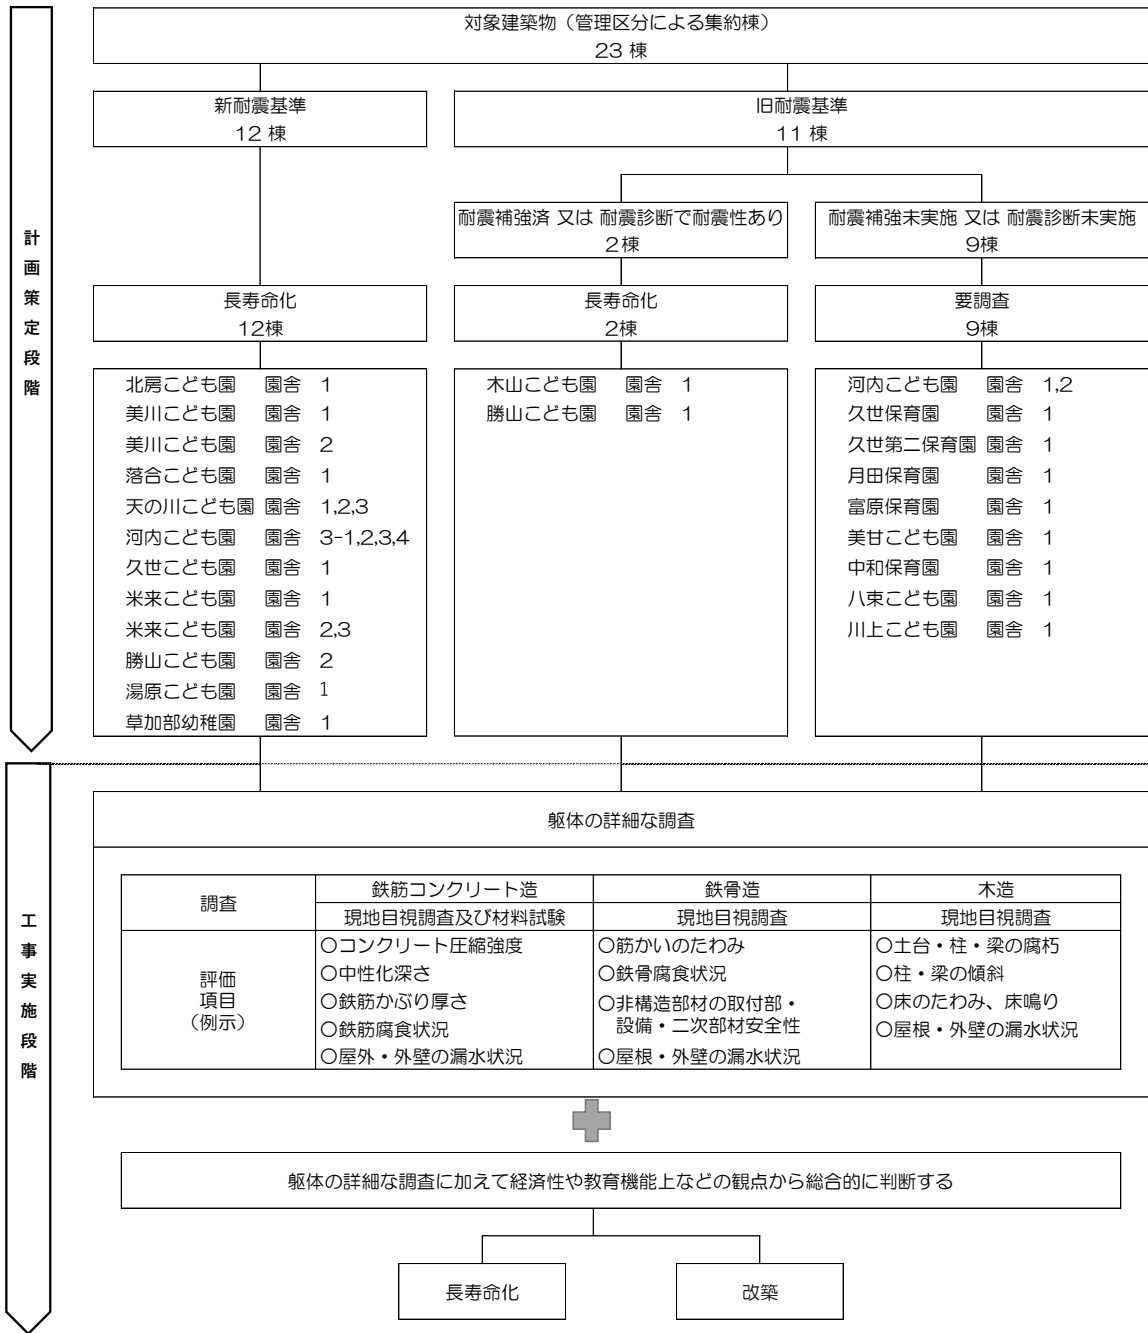 対象建築物（管理区分による集約棟）
23 棟
新耐震基準
12 棟
旧耐震基準
11 棟
耐震補強済 又は 耐震診断で耐震性あり
2棟
耐震補強未実施 又は 耐震診断未実施
9棟
長寿命化
12棟
長寿命化
2棟
要調査
9棟
計画策定段階
北房こども園 園舎 1
美川こども園 園舎 1
美川こども園 園舎 2
落合こども園 園舎 1
天の川こども園 園舎 1,2,3
河内こども園 園舎 3-1,2,3,4
久世こども園 園舎 1
米来こども園 園舎 1
米来こども園 園舎 2,3
勝山こども園 園舎 2
湯原こども園 園舎 1
草加部幼稚園 園舎 1
木山こども園 園舎 1
勝山こども園 園舎 1
河内こども園 園舎 1,2
久世保育園 園舎 1
久世第二保育園 園舎 1
月田保育園 園舎 1
富原保育園 園舎 1
美甘こども園 園舎 1
中和保育園 園舎 1
八束こども園 園舎 1
川上こども園 園舎 1
工事実施段階
躯体の詳細な調査
調査
鉄筋コンクリート造
鉄骨造
木造
現地目視調査及び材料試験
現地目視調査
現地目視調査
評価
項目
（例示）
○コンクリート圧縮強度
○中性化深さ
○鉄筋かぶり厚さ
○鉄筋腐食状況
○屋外・外壁の漏水状況
○筋かいのたわみ
○鉄骨腐食状況
○非構造部材の取付部・
設備・二次部材安全性
○屋根・外壁の漏水状況
○土台・柱・梁の腐朽
○柱・梁の傾斜
○床のたわみ、床鳴り
○屋根・外壁の漏水状況
躯体の詳細な調査に加えて経済性や教育機能上などの観点から総合的に判断する
長寿命化
改築